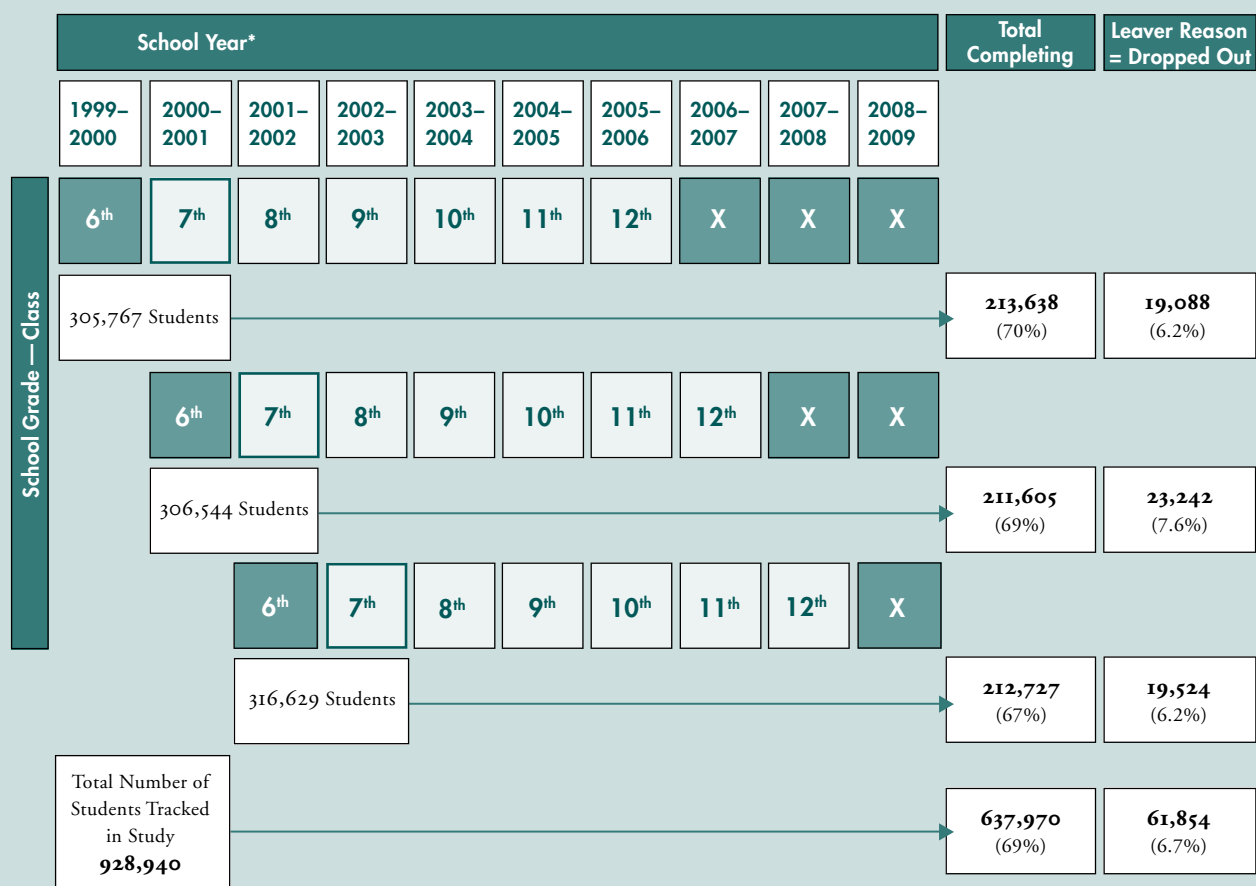 School Year*
Total
Completing
Leaver Reason
= Dropped Out
1999–
2000
2000–
2001
2001–
2002
2002–
2003
2003–
2004
2004–
2005
2005–
2006
2006–
2007
2007–
2008
2008–
2009
School Grade — Class
6th
7th
8th
9th
10th
11th
12th
X
X
X
305,767 Students
213,638
(70%)
19,088
(6.2%)
6th
7th
8th
9th
10th
11th
12th
X
X
306,544 Students
211,605
(69%)
23,242
(7.6%)
6th
7th
8th
9th
10th
11th
12th
X
316,629 Students
212,727
(67%)
19,524
(6.2%)
Total Number of
Students Tracked
in Study
928,940
637,970
(69%)
61,854
(6.7%)